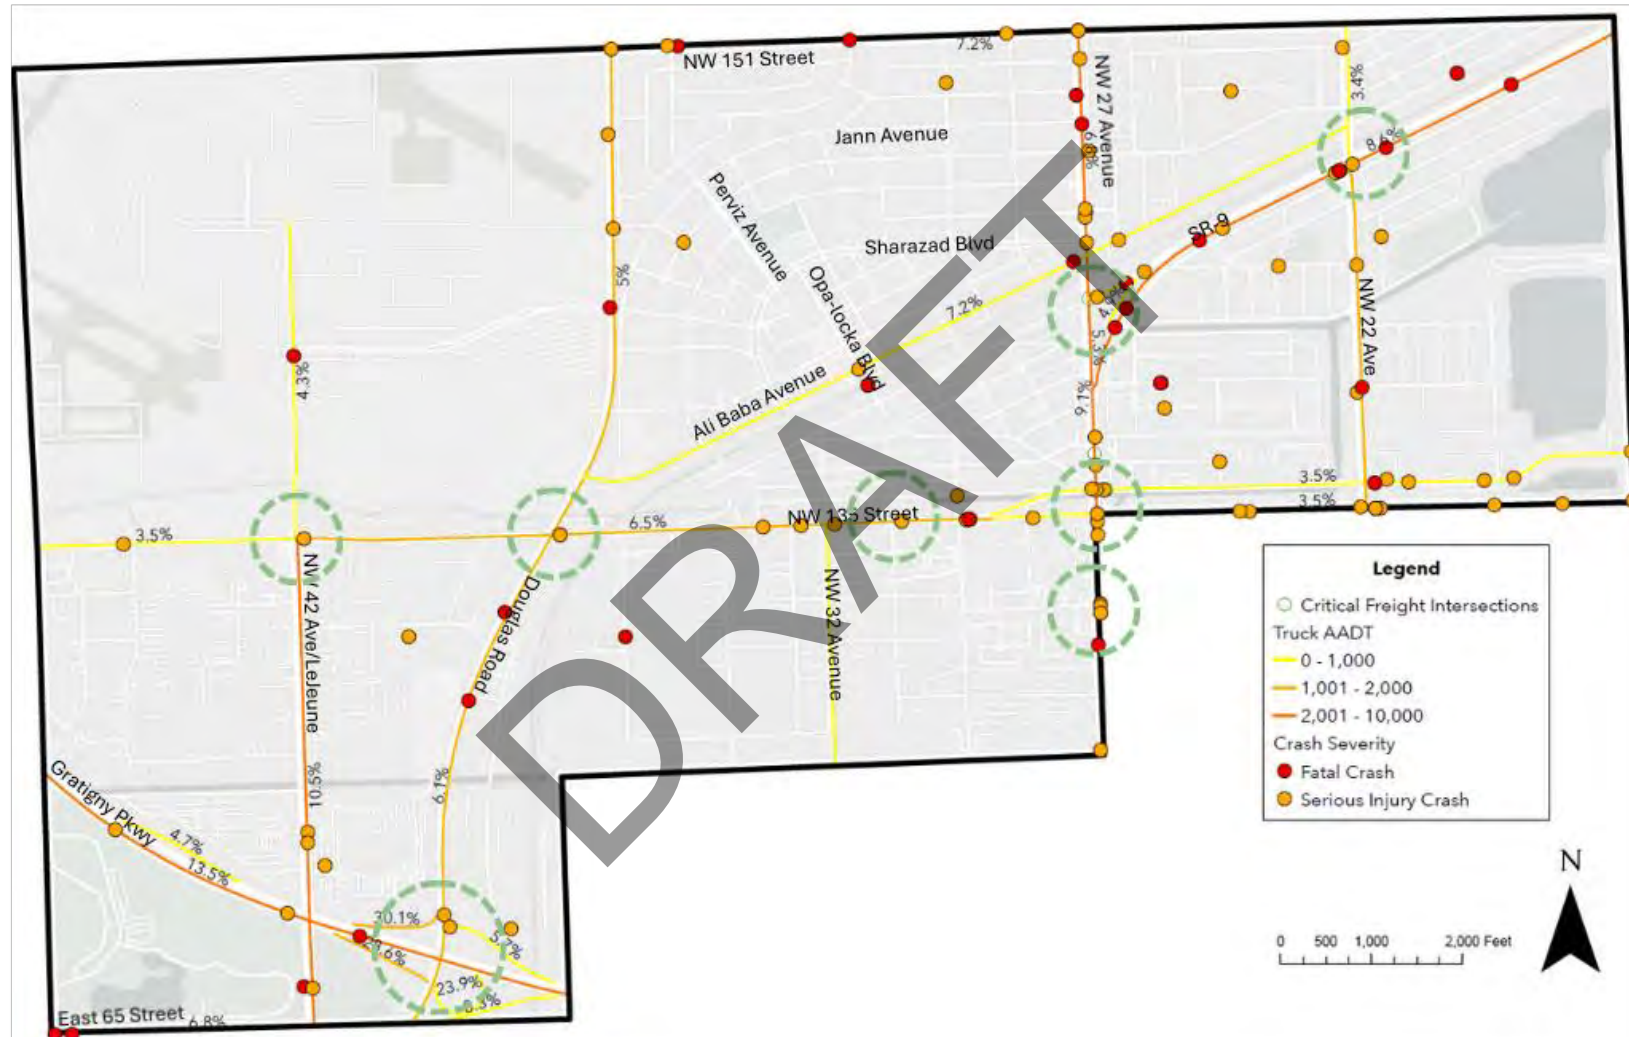 NW 151 Street
7.2%
NW 27 Avenue
3.4%
Jann Avenue
Perviz Avenue
Sharazad Blvd
SR-9
Opa-locka Blvd
5%
7.2%
5.3%
NW 22 Ave
4.3%
9.1%
Ali Baba Avenue
3.5%
3.5%
NW 135 Street
6.5%
3.5%
DRAFT
NW 42 Ave/LeJeune
Douglas Road
NW 32 Avenue
10.5%
6.1%
Gratigny Pkwy
4.7%
13.5%
30.1%
5.7%
23.9%
East 65 Street
6.8%
Legend
Critical Freight Intersections
Truck AADT
0 - 1,000
1,001 - 2,000
2,001 - 10,000
Crash Severity
Fatal Crash
Serious Injury Crash
N
0 500 1,000 2,000 Feet